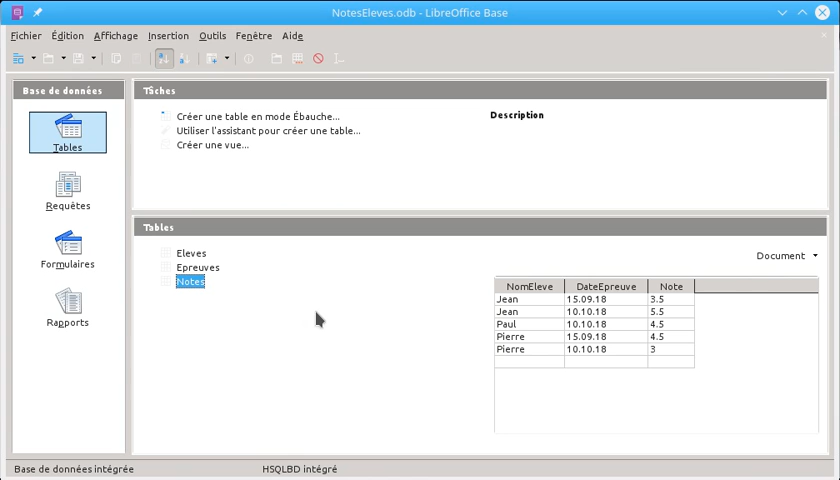 NotesEleves.odb - LibreOffice Base
Fichier Édition Affichage Insertion Outils Fenêtre Aide
Base de données
Tables
Requêtes
Formulaires
Rapports
Tâches
Créer une table en mode Ébauche...
Utiliser l'assistant pour créer une table...
Créer une vue...
Description
Tables
Eleves
Epreuves
Notes
Document
NomEleve DateEpreuve Note
Jean 15.09.18 3.5
Jean 10.10.18 5.5
Paul 10.10.18 4.5
Pierre 15.09.18 4.5
Pierre 10.10.18 3
Base de données intégrée HSQLBD intégré